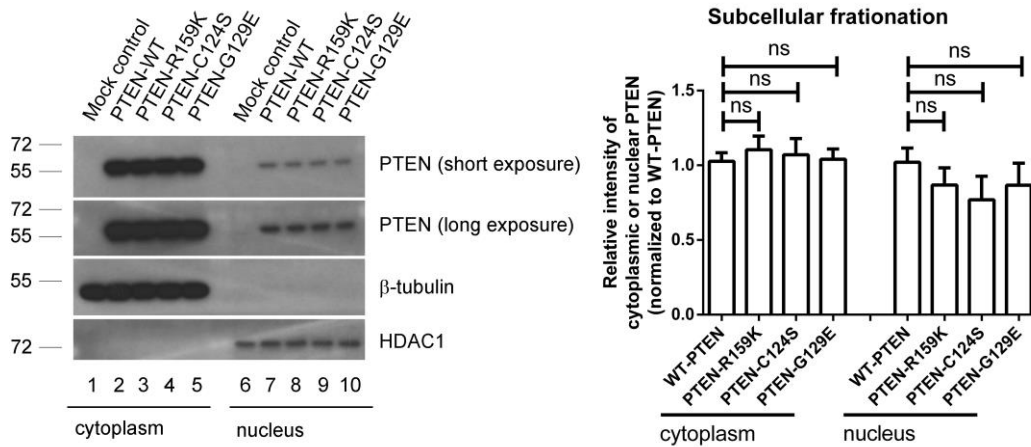 Mock control
PTEN-WT
PTEN-R159K
PTEN-C124S
PTEN-G129E
Mock control
PTEN-WT
PTEN-R159K
PTEN-C124S
PTEN-G129E
72
55
PTEN (short exposure)
72
55
PTEN (long exposure)
55
β-tubulin
72
HDAC1
1 2 3 4 5 6 7 8 9 10
cytoplasm nucleus
Subcellular frationation
ns
ns
ns
ns
ns
ns
Relative intensity of
cytoplasmic or nuclear PTEN
(normalized to WT-PTEN)
1.5
1.0
0.5
0.0
WT-PTEN
PTEN-R159K
PTEN-C124S
PTEN-G129E
WT-PTEN
PTEN-R159K
PTEN-C124S
PTEN-G129E
cytoplasm nucleus